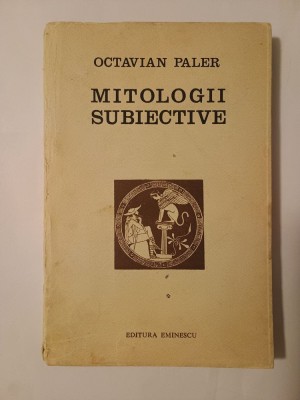 OCTAVIAN PALER
MITOLOGII
SUBIECTIVE
EDITURA EMINESCU